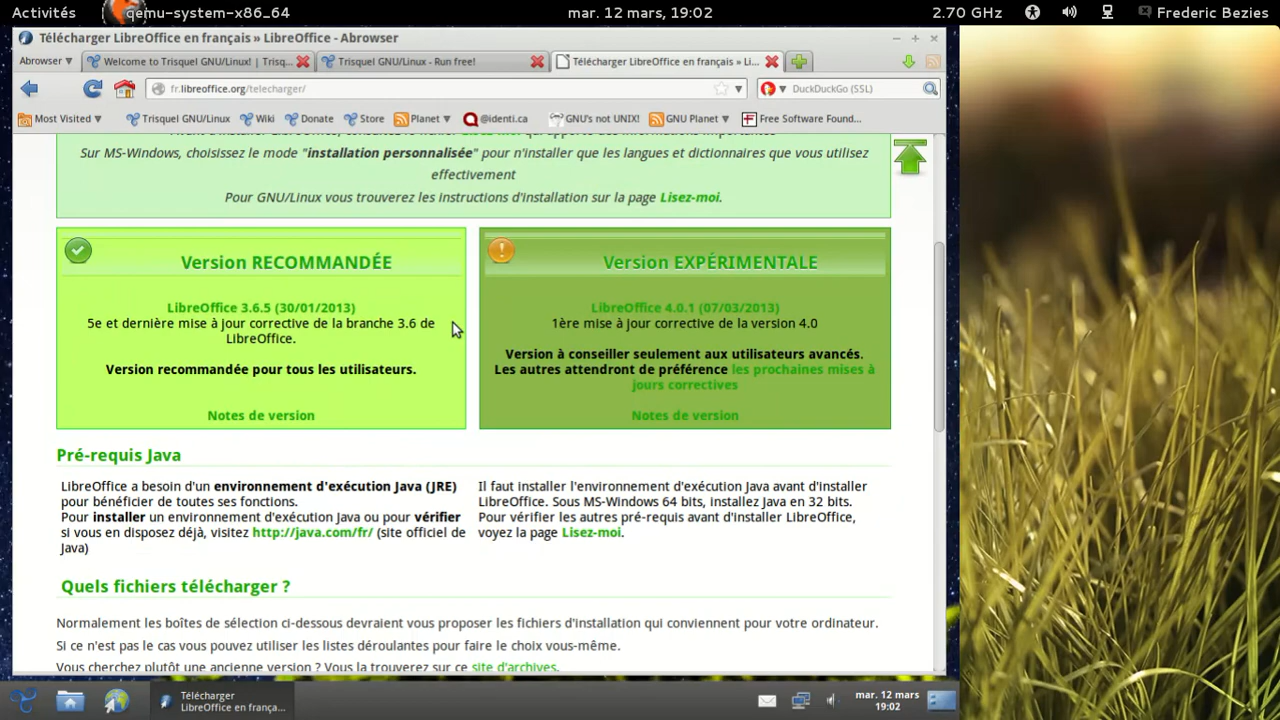 Activités
qemu-system-x86_64
mar. 12 mars, 19:02
2.70 GHz
Frederic Bezies
Télécharger LibreOffice en français » LibreOffice - Abrowser
Abrowser
Welcome to Trisquel GNU/Linux! | Trisq...
Trisquel GNU/Linux - Run free!
Télécharger LibreOffice en français » Li...
fr.libreoffice.org/telecharger/
DuckDuckGo (SSL)
Most Visited
Trisquel GNU/Linux
Wiki
Donate
Store
Planet
@identi.ca
GNU's not UNIX!
GNU Planet
Free Software Foun...
Sur MS-Windows, choisissez le mode "installation personnalisée" pour n'installer que les langues et dictionnaires que vous utilisez
effectivement
Pour GNU/Linux vous trouverez les instructions d'installation sur la page Lisez-moi.
Version RECOMMANDÉE
LibreOffice 3.6.5 (30/01/2013)
5e et dernière mise à jour corrective de la branche 3.6 de
LibreOffice.
Version recommandée pour tous les utilisateurs.
Notes de version
Version EXPÉRIMENTALE
LibreOffice 4.0.1 (07/03/2013)
1ère mise à jour corrective de la version 4.0
Version à conseiller seulement aux utilisateurs avancés.
Les autres attendront de préférence les prochaines mises à
jours correctives
Notes de version
Pré-requis Java
LibreOffice a besoin d'un environnement d'exécution Java (JRE)
pour bénéficier de toutes ses fonctions.
Pour installer un environnement d'exécution Java ou pour vérifier
si vous en disposez déjà, visitez http://java.com/fr/ (site officiel de
Java)
Il faut installer l'environnement d'exécution Java avant d'installer
LibreOffice. Sous MS-Windows 64 bits, installez Java en 32 bits.
Pour vérifier les autres pré-requis avant d'installer LibreOffice,
voyez la page Lisez-moi.
Quels fichiers télécharger ?
Normalement les boîtes de sélection ci-dessous devraient vous proposer les fichiers d'installation qui conviennent pour votre ordinateur.
Si ce n'est pas le cas vous pouvez utiliser les listes déroulantes pour faire le choix vous-même.
Vous cherchez plutôt une ancienne version ? Vous la trouverez sur ce site d'archives.
Télécharger
LibreOffice en frança...
mar. 12 mars
19:02